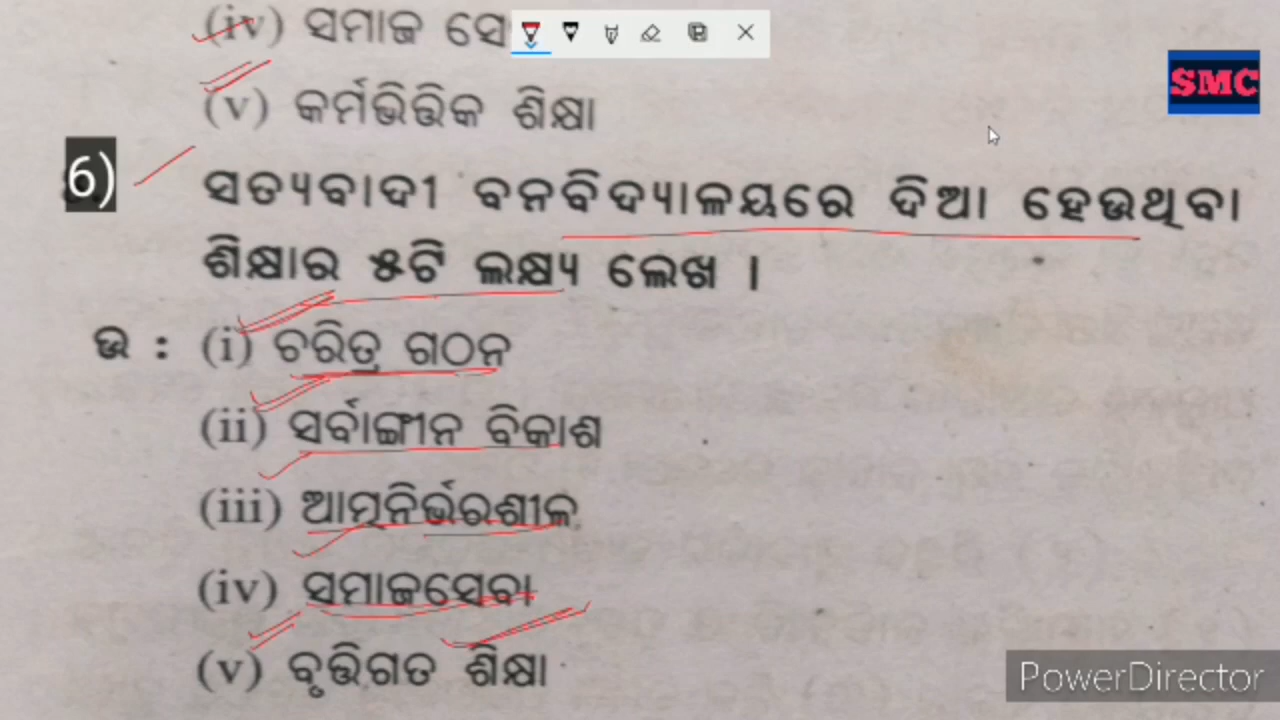 (iv) ସମାଜ ସେ
SMC
(v) କର୍ମଭିତ୍ତିକ ଶିକ୍ଷା
6) ସତ୍ୟବାଦୀ ବନବିଦ୍ୟାଳୟରେ ଦିଆ ହେଉଥିବା
ଶିକ୍ଷାର ୫ଟି ଲକ୍ଷ୍ୟ ଲେଖ ।
ଉ : (i) ଚରିତ୍ର ଗଠନ
(ii) ସର୍ବାଙ୍ଗୀନ ବିକାଶ
(iii) ଆତ୍ମନିର୍ଭରଶୀଳ
(iv) ସମାଜସେବା
(v) ବୃତ୍ତିଗତ ଶିକ୍ଷା
PowerDirector